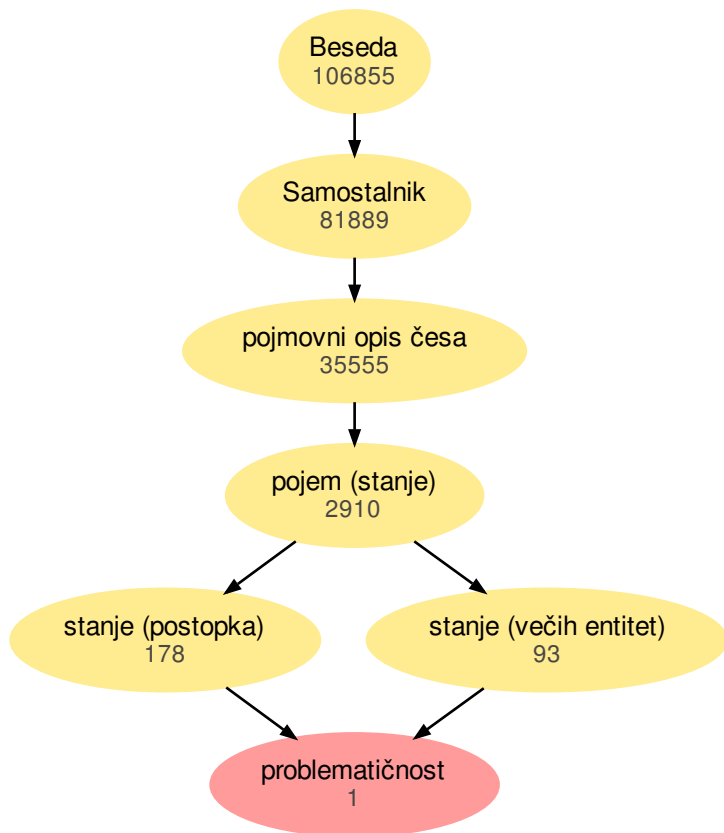 Beseda
106855
Samostalnik
81889
pojmovni opis česa
35555
pojem (stanje)
2910
stanje (postopka)
178
stanje (večih entitet)
93
problematičnost
1